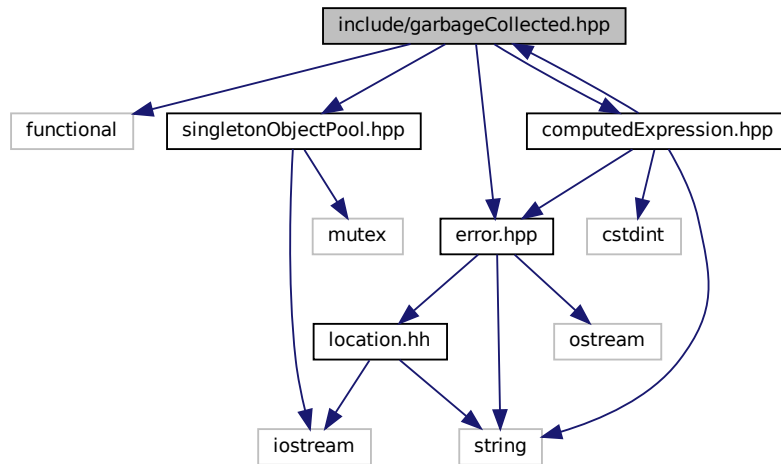 include/garbageCollected.hpp
functional
singletonObjectPool.hpp
computedExpression.hpp
mutex
error.hpp
cstdint
location.hh
ostream
iostream
string